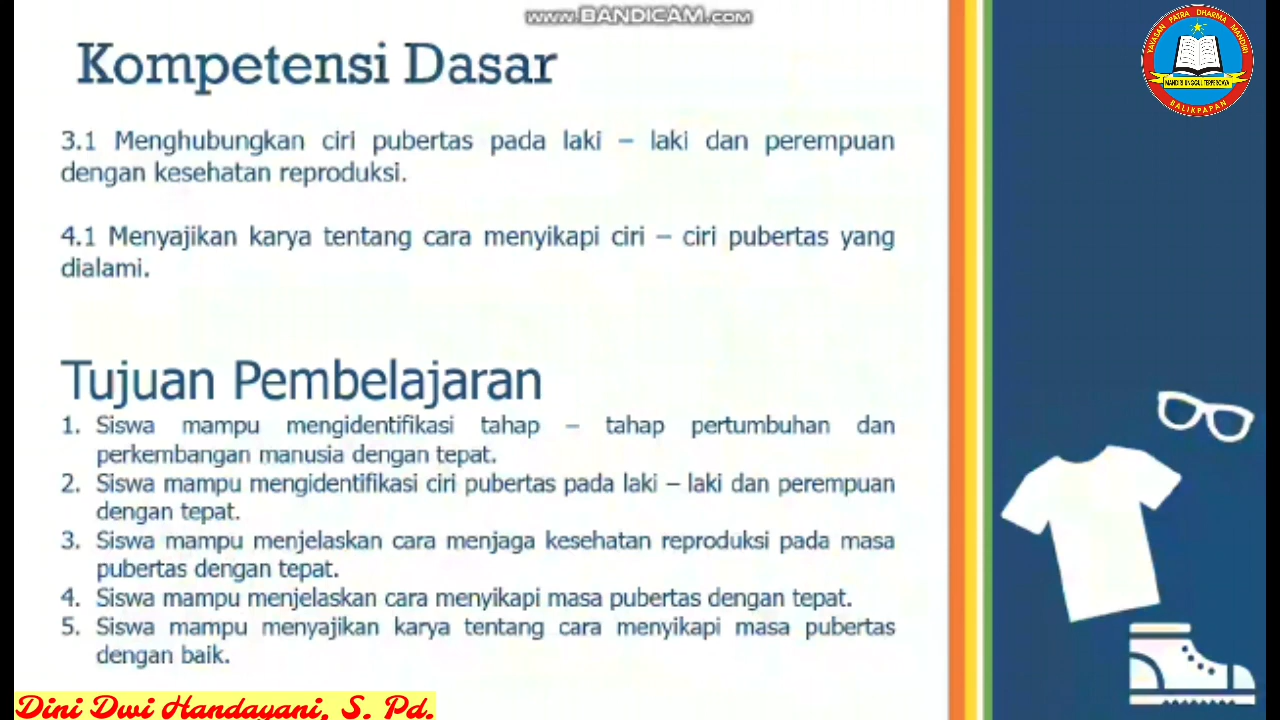 www.BANDICAM.com
YAYASAN PATRA DHARMA MANDIRI
MANDIRI UNGGUL TERPERCAYA
BALIKPAPAN
Kompetensi Dasar
3.1 Menghubungkan ciri pubertas pada laki – laki dan perempuan
dengan kesehatan reproduksi.
4.1 Menyajikan karya tentang cara menyikapi ciri – ciri pubertas yang
dialami.
Tujuan Pembelajaran
1. Siswa mampu mengidentifikasi tahap – tahap pertumbuhan dan
perkembangan manusia dengan tepat.
2. Siswa mampu mengidentifikasi ciri pubertas pada laki – laki dan perempuan
dengan tepat.
3. Siswa mampu menjelaskan cara menjaga kesehatan reproduksi pada masa
pubertas dengan tepat.
4. Siswa mampu menjelaskan cara menyikapi masa pubertas dengan tepat.
5. Siswa mampu menyajikan karya tentang cara menyikapi masa pubertas
dengan baik.
Dini Dwi Handayani, S. Pd.